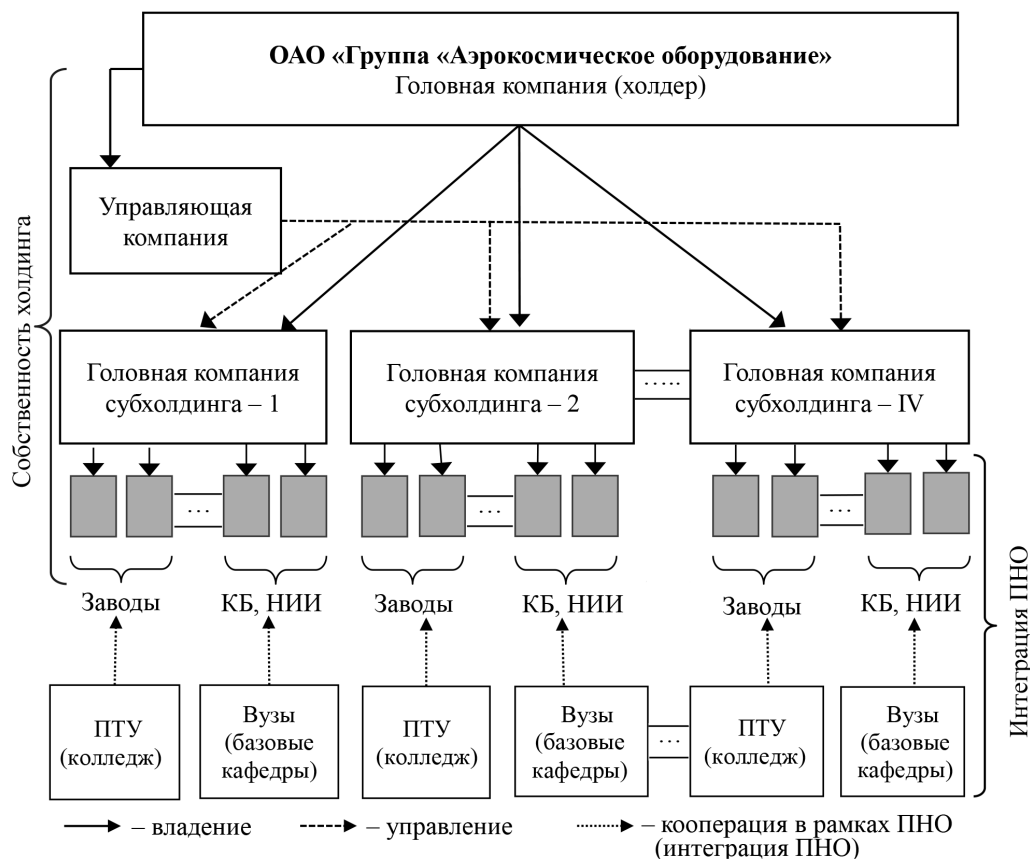 ОАО «Группа «Аэрокосмическое оборудование»
Головная компания (холдер)
Управляющая
компания
Собственность холдинга
Головная компания
субхолдинга – 1
Головная компания
субхолдинга – 2
.....
Головная компания
субхолдинга – IV
...
...
...
Заводы
КБ, НИИ
Заводы
КБ, НИИ
Заводы
КБ, НИИ
Интеграция ПНО
ПТУ
(колледж)
Вузы
(базовые
кафедры)
ПТУ
(колледж)
Вузы
(базовые
кафедры)
...
ПТУ
(колледж)
Вузы
(базовые
кафедры)
– владение
– управление
– кооперация в рамках ПНО
(интеграция ПНО)